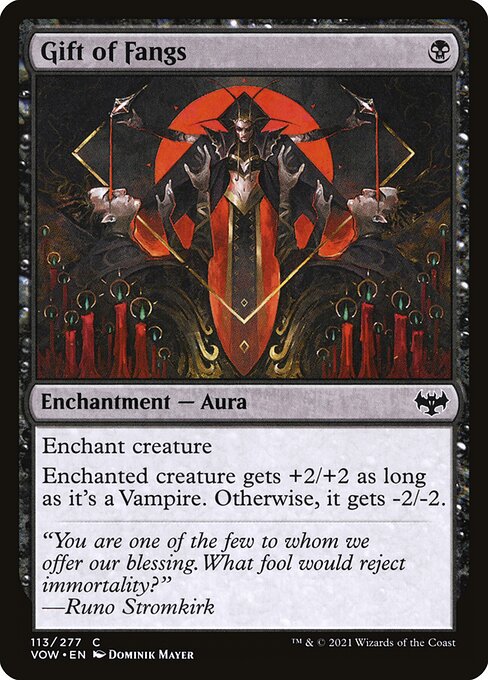 Gift of Fangs
Enchantment — Aura
Enchant creature
Enchanted creature gets +2/+2 as long
as it's a Vampire. Otherwise, it gets -2/-2.
“You are one of the few to whom we
offer our blessing. What fool would reject
immortality?”
—Runo Stromkirk
113/277 C
VOW • EN Dominik Mayer
™ & © 2021 Wizards of the Coast